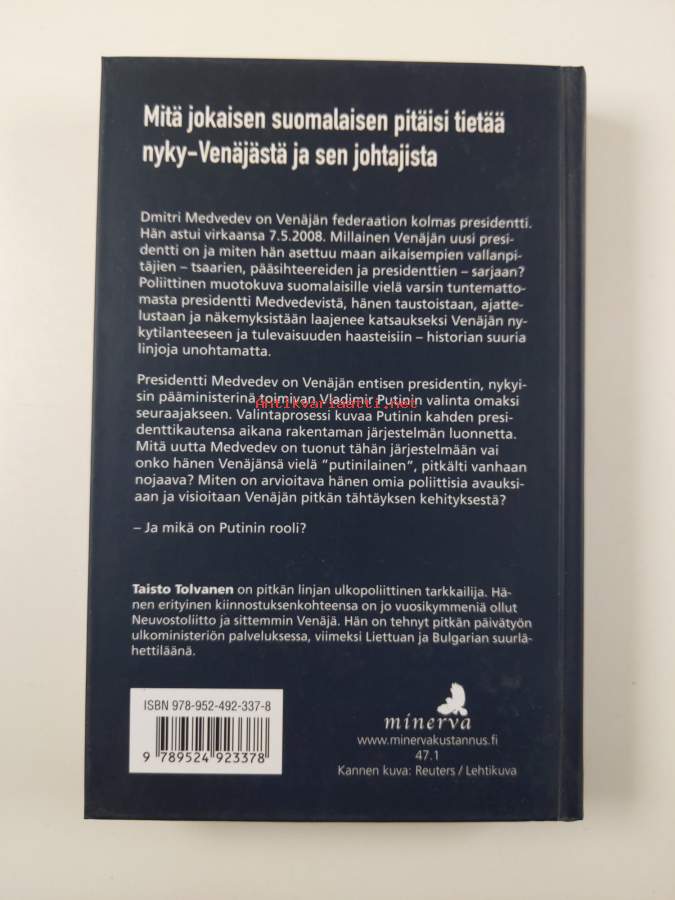 Mitä jokaisen suomalaisen pitäisi tietää
nyky-Venäjästä ja sen johtajista
Dmitri Medvedev on Venäjän federaation kolmas presidentti.
Hän astui virkaansa 7.5.2008. Millainen Venäjän uusi presi-
dentti on ja miten hän asettuu maan aikaisempien vallanpi-
täjien – tsaarien, pääsihteereiden ja presidenttien – sarjaan?
Poliittinen muotokuva suomalaisille vielä varsin tuntematto-
masta presidentti Medvedevistä, hänen taustoistaan, ajatte-
lustaan ja näkemyksistään laajenee katsaukseksi Venäjän ny-
kytilanteeseen ja tulevaisuuden haasteisiin – historian suuria
linjoja unohtamatta.
Presidentti Medvedev on Venäjän entisen presidentin, nykyi-
sin pääministerinä toimivan Vladimir Putinin valinta omaksi
Antikvariaatti.net
seuraajakseen. Valintaprosessi kuvaa Putinin kahden presi-
denttikautensa aikana rakentaman järjestelmän luonnetta.
Mitä uutta Medvedev on tuonut tähän järjestelmään vai
onko hänen Venäjänsä vielä ”putinilainen”, pitkälti vanhaan
nojaava? Miten on arvioitava hänen omia poliittisia avauksi-
aan ja visioitaan Venäjän pitkän tähtäyksen kehityksestä?
– Ja mikä on Putinin rooli?
Taisto Tolvanen on pitkän linjan ulkopoliittinen tarkkailija. Hä-
nen erityinen kiinnostuksenkohteensa on jo vuosikymmeniä ollut
Neuvostoliitto ja sittemmin Venäjä. Hän on tehnyt pitkän päivätyön
ulkoministeriön palveluksessa, viimeksi Liettuan ja Bulgarian suurlä-
hettiläänä.
ISBN 978-952-492-337-8
9 789524 923378
minerva
www.minervakustannus.fi
47.1
Kannen kuva: Reuters / Lehtikuva